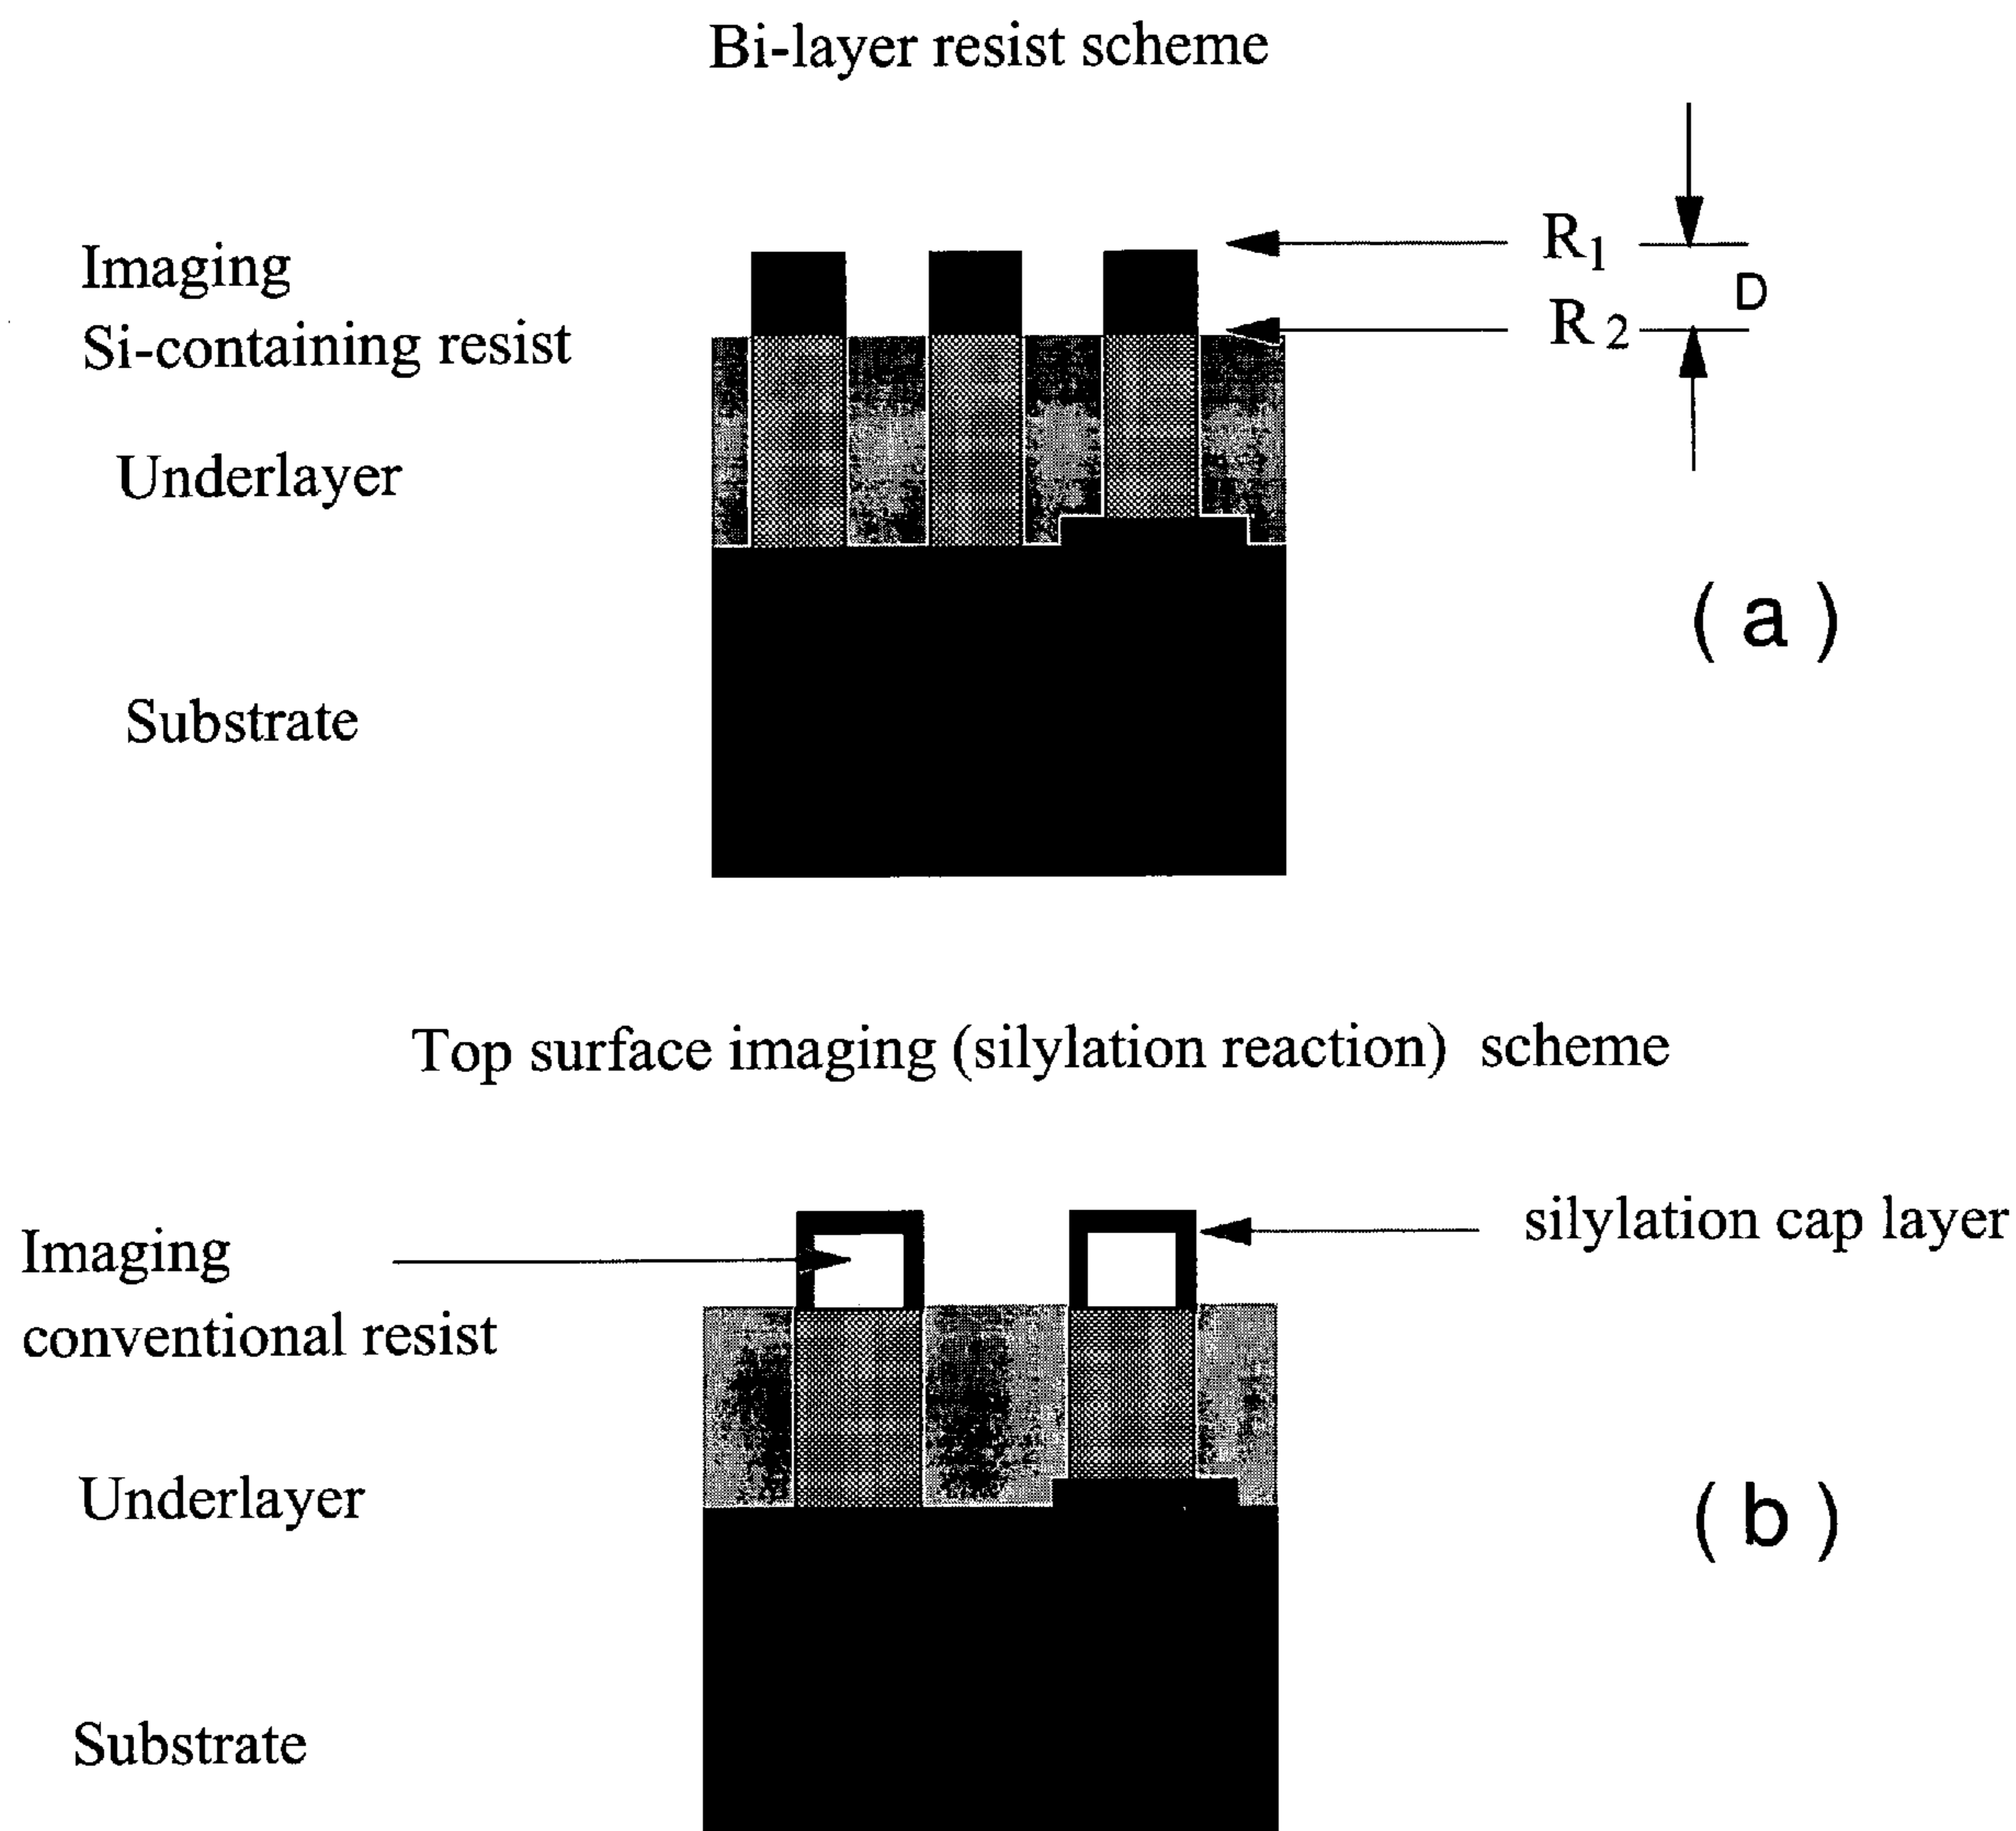 Bi-layer resist scheme
R₁
D
Imaging
Si-containing resist
R ₂
Underlayer
( a )
Substrate
Top surface imaging (silylation reaction) scheme
silylation cap layer
Imaging
conventional resist
Underlayer
( b )
Substrate